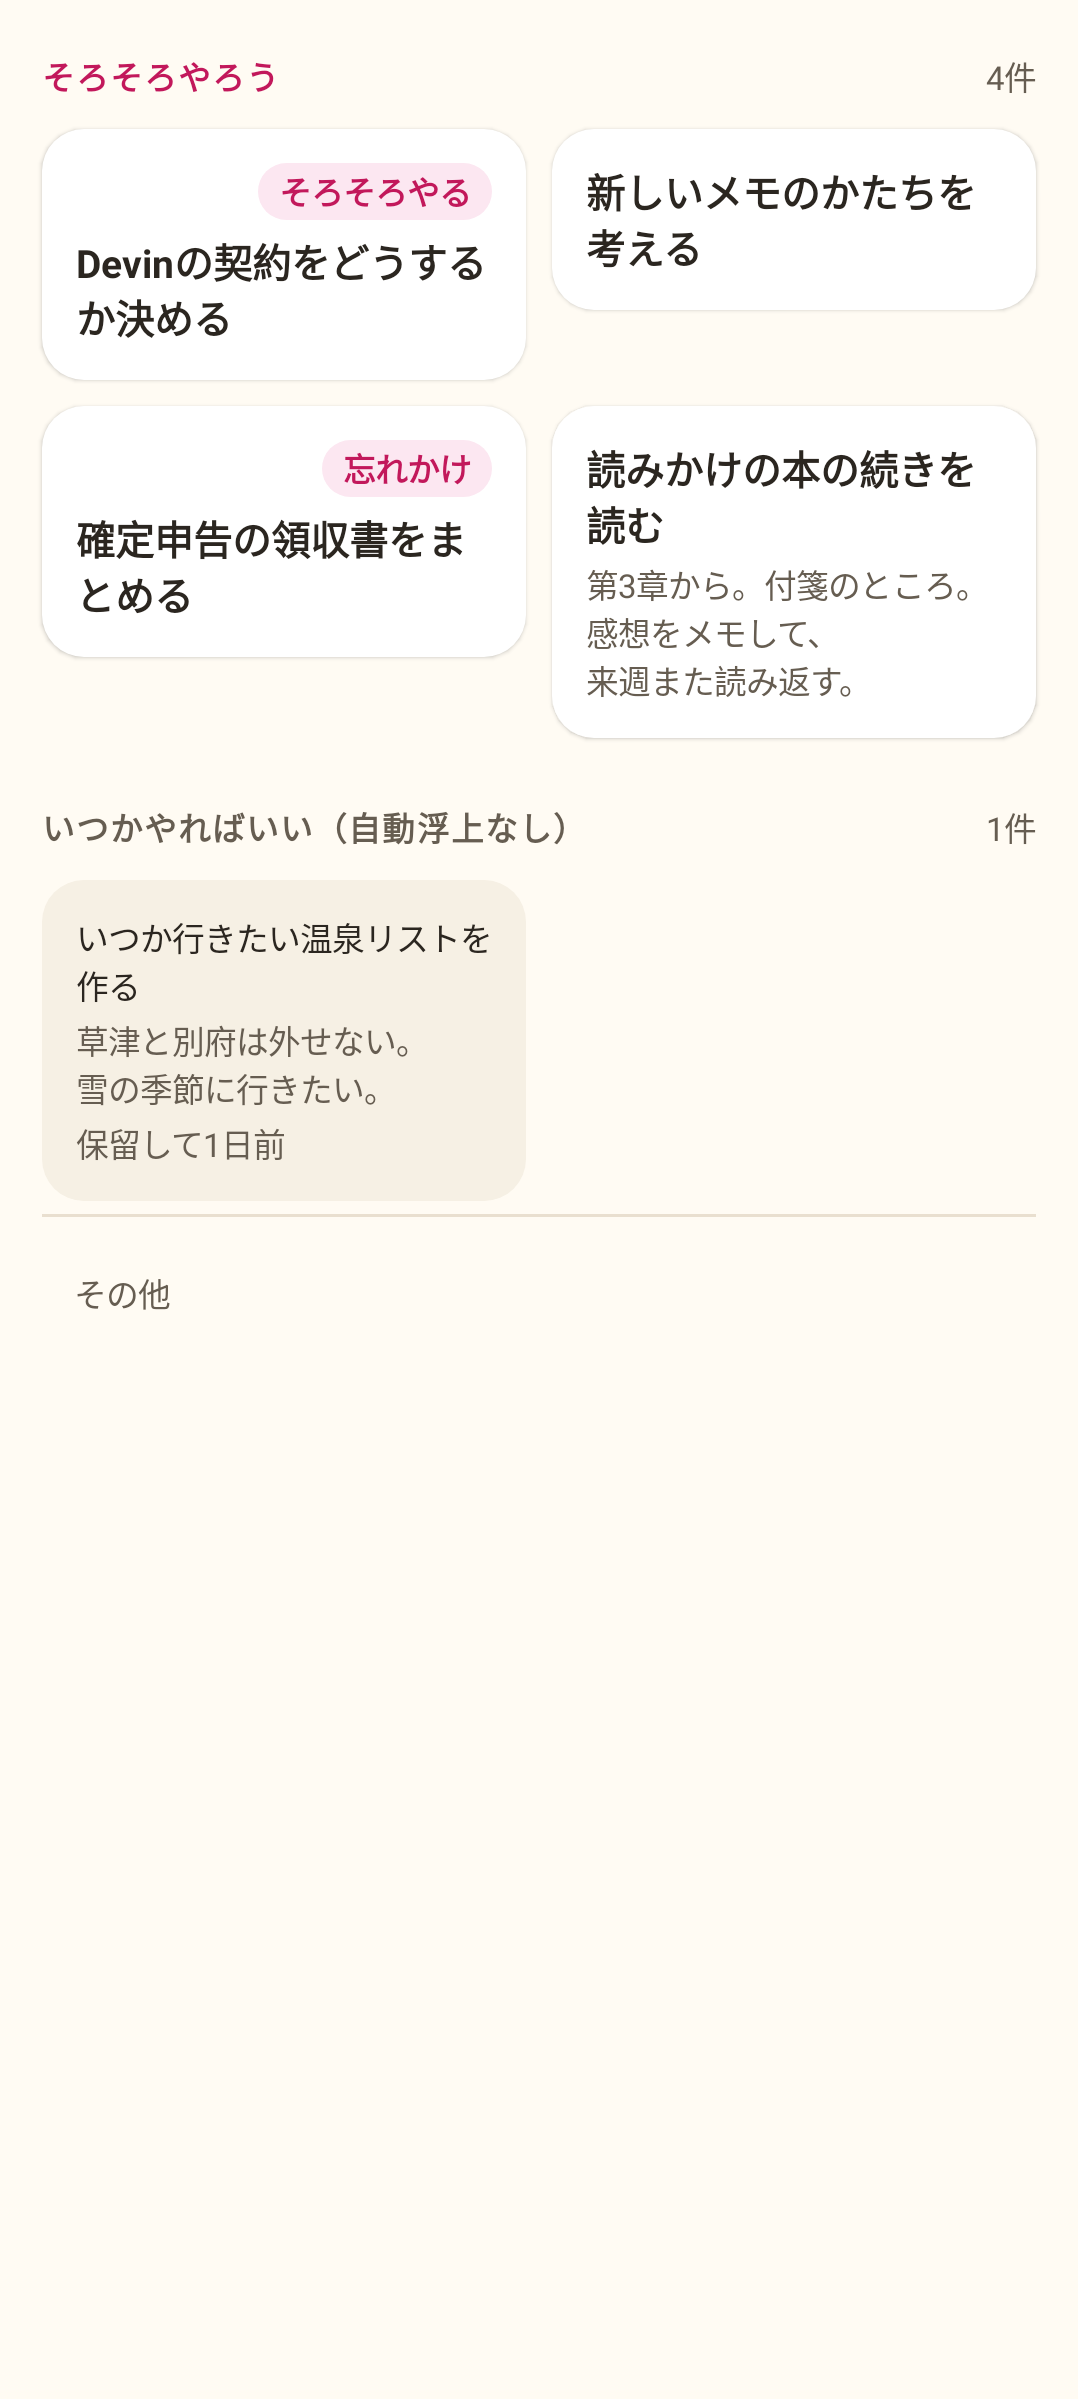 そろそろやろう 4件
そろそろやる
Devinの契約をどうする
か決める
新しいメモのかたちを
考える
忘れかけ
確定申告の領収書をま
とめる
読みかけの本の続きを
読む
第3章から。付箋のところ。
感想をメモして、
来週また読み返す。
いつかやればいい（自動浮上なし） 1件
いつか行きたい温泉リストを
作る
草津と別府は外せない。
雪の季節に行きたい。
保留して1日前
その他